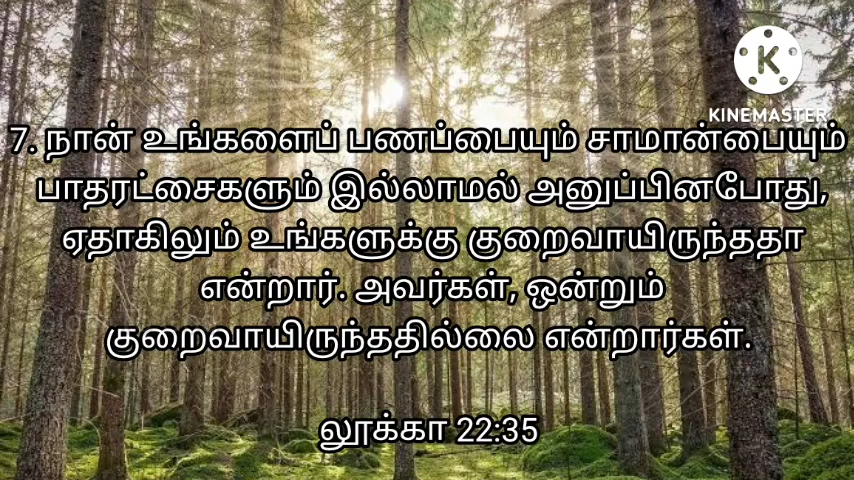 K
KINEMASTER
7. நான் உங்களைப் பணப்பையும் சாமான்பையும்
பாதரட்சைகளும் இல்லாமல் அனுப்பினபோது,
ஏதாகிலும் உங்களுக்கு குறைவாயிருந்ததா
என்றார். அவர்கள், ஒன்றும்
குறைவாயிருந்ததில்லை என்றார்கள்.
லூக்கா 22:35